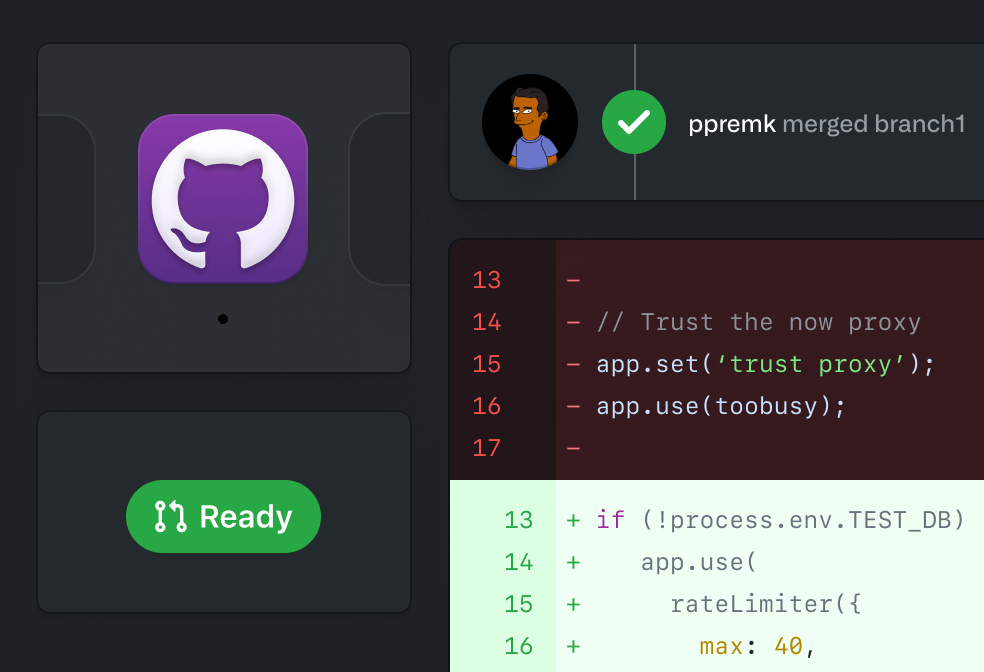 ppremk merged branch1
13 −
14 − // Trust the now proxy
15 − app.set(‘trust proxy’);
16 − app.use(toobusy);
17 −
Ready
13 + if (!process.env.TEST_DB)
14 + app.use(
15 + rateLimiter({
16 + max: 40,